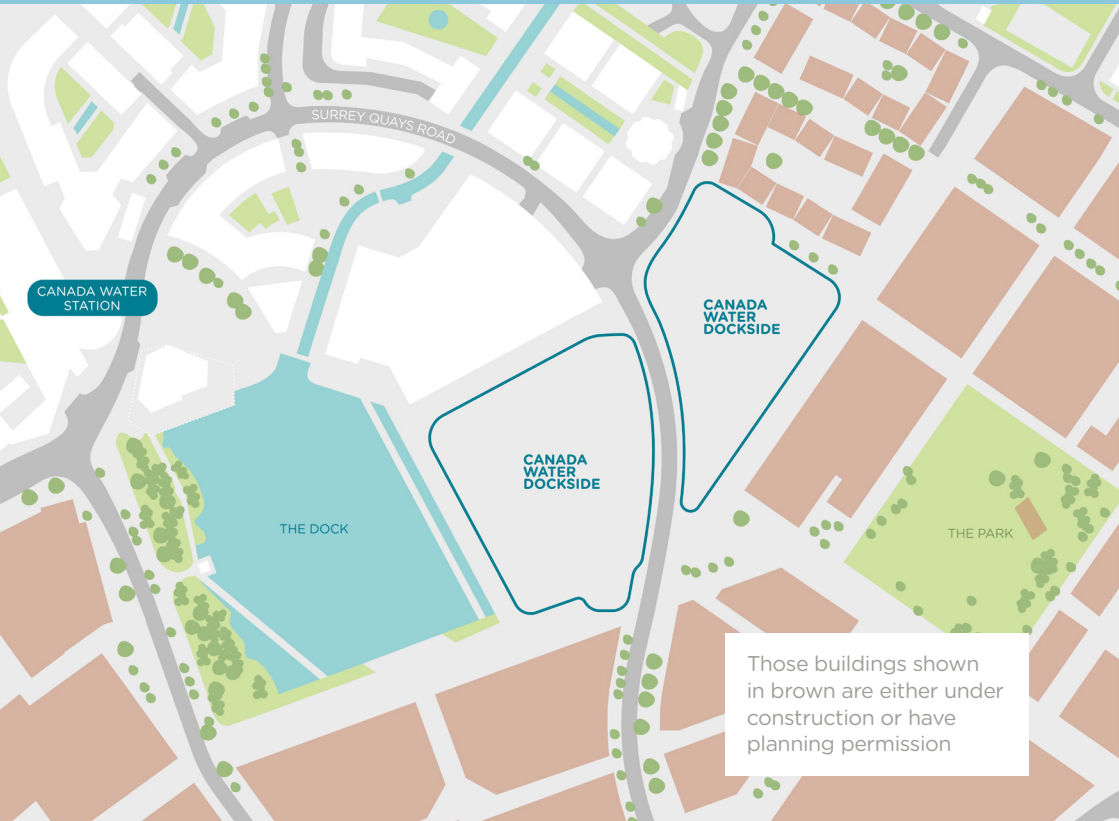 SURREY QUAYS ROAD
CANADA WATER
STATION
CANADA
WATER
DOCKSIDE
CANADA
WATER
DOCKSIDE
THE DOCK
THE PARK
Those buildings shown
in brown are either under
construction or have
planning permission